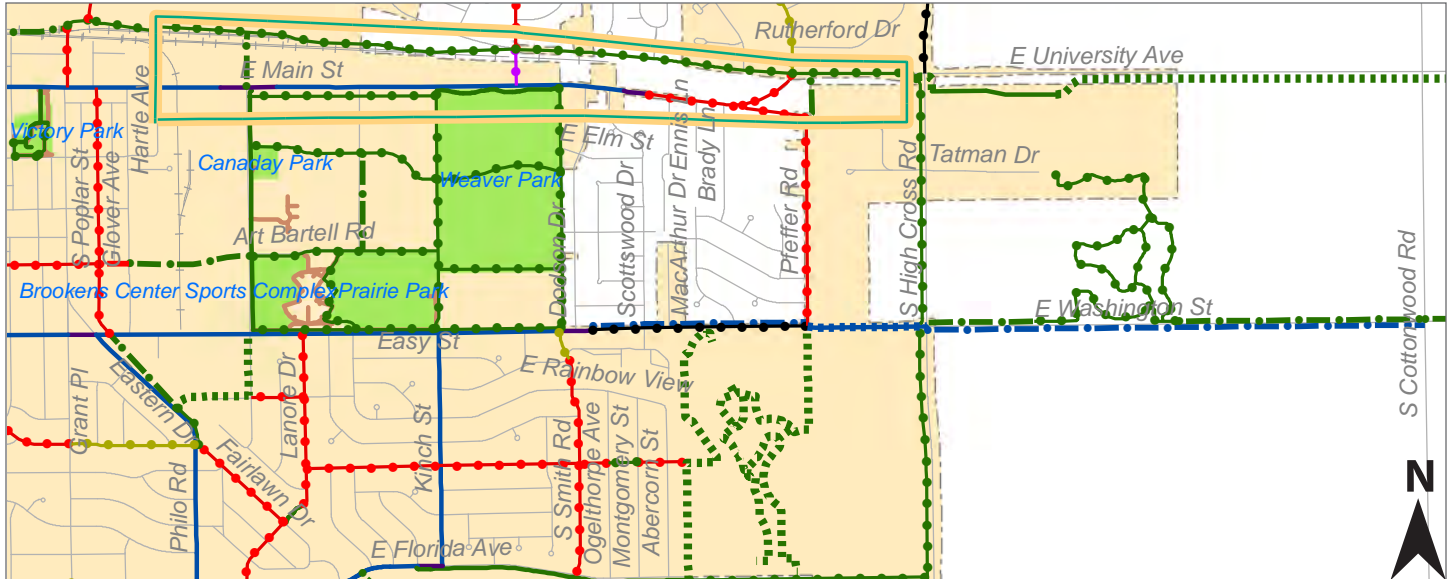 Rutherford Dr
E University Ave
E Main St
Hartle Ave
Victory Park
E Elm St
MacArthur Dr Ennis Ln
Brady Ln
Tatman Dr
Canaday Park
Weaver Park
S Poplar St
Glover Ave
Art Bartell Rd
Dodson Dr
Scottswood Dr
Pfeffer Rd
S High Cross Rd
S Cottonwood Rd
Brookens Center Sports Complex
Prairie Park
E Washington St
Easy St
E Rainbow View
Grant Pl
Eastern Dr
Lanore Dr
Kinch St
S Smith Rd
Ogelthorpe Ave
Montgomery St
Abercorn St
Philo Rd
Fairlawn Dr
E Florida Ave
N